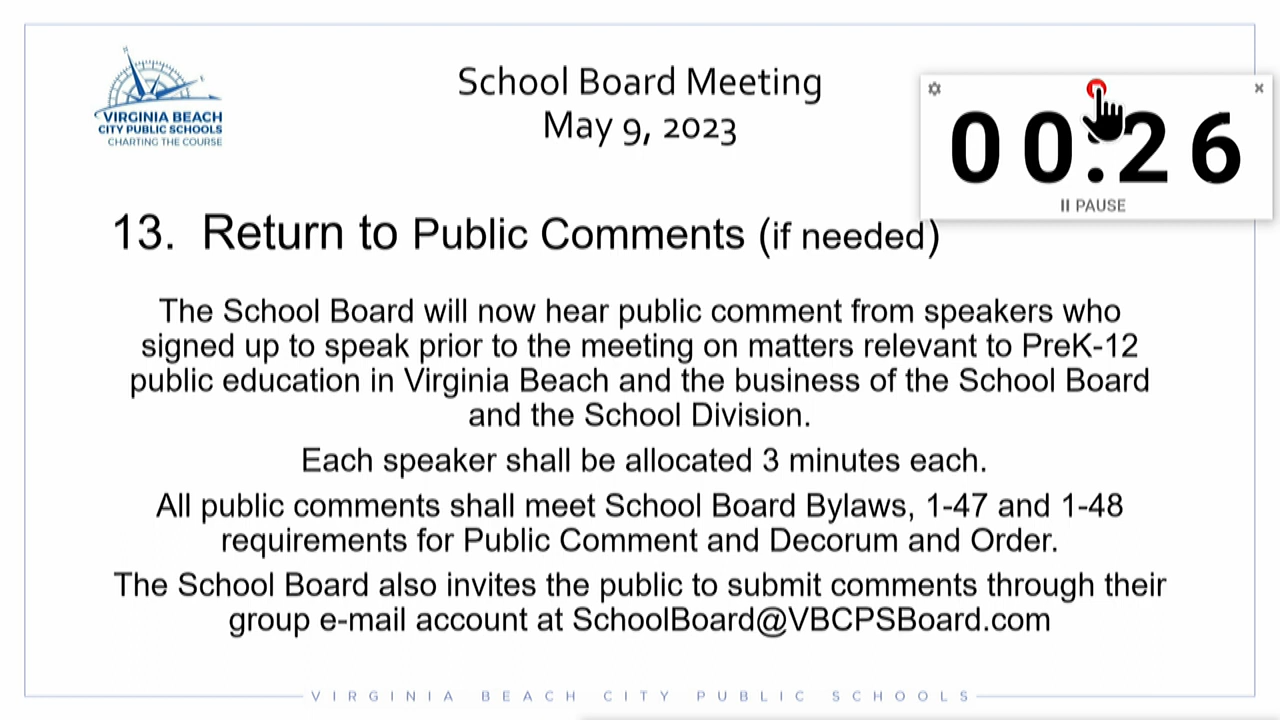 VIRGINIA BEACH
CITY PUBLIC SCHOOLS
CHARTING THE COURSE
School Board Meeting
May 9, 2023
00:26
PAUSE
13. Return to Public Comments (if needed)
The School Board will now hear public comment from speakers who
signed up to speak prior to the meeting on matters relevant to PreK-12
public education in Virginia Beach and the business of the School Board
and the School Division.
Each speaker shall be allocated 3 minutes each.
All public comments shall meet School Board Bylaws, 1-47 and 1-48
requirements for Public Comment and Decorum and Order.
The School Board also invites the public to submit comments through their
group e-mail account at SchoolBoard@VBCPSBoard.com
VIRGINIA BEACH CITY PUBLIC SCHOOLS